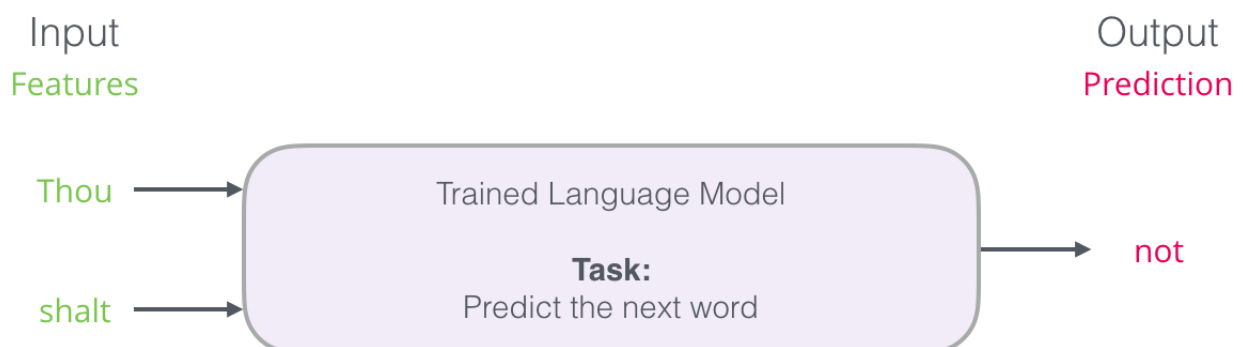 Input
Features
Output
Prediction
Thou
shalt
Trained Language Model
Task:
Predict the next word
not